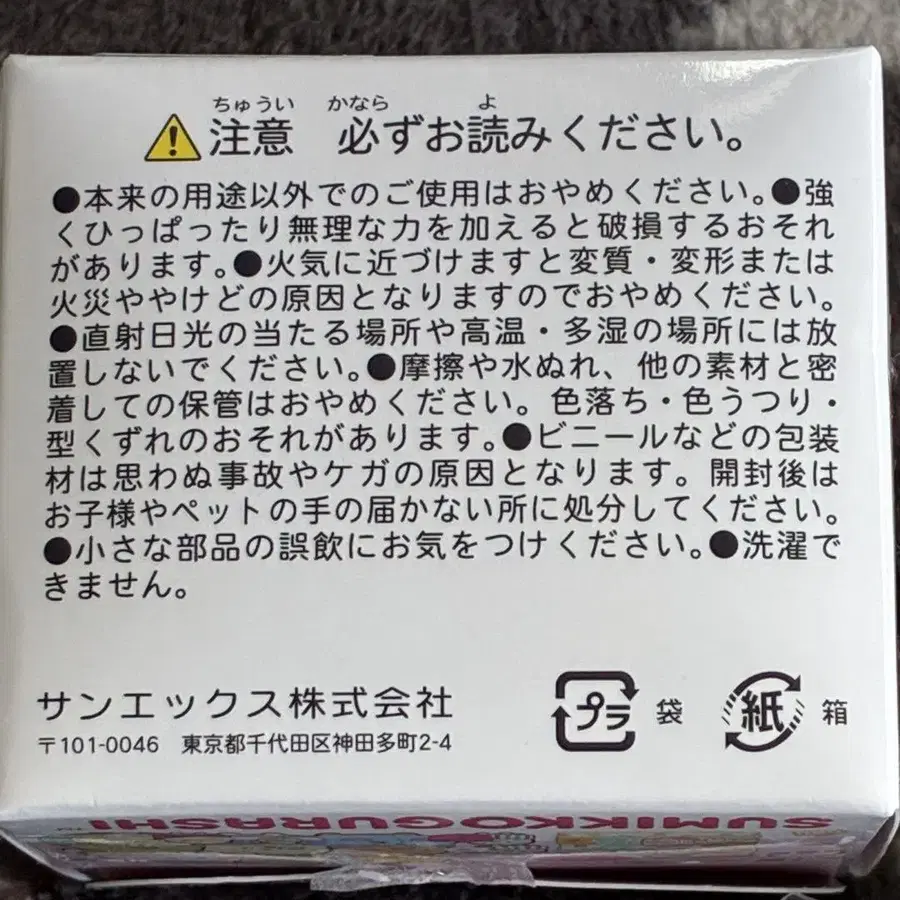 ちゅうい かなら よ
注意 必ずお読みください。
●本来の用途以外でのご使用はおやめください。●強
くひっぱったり無理な力を加えると破損するおそれ
があります。●火気に近づけますと変質・変形または
火災ややけどの原因となりますのでおやめください。
●直射日光の当たる場所や高温・多湿の場所には放
置しないでください。●摩擦や水ぬれ、他の素材と密
着しての保管はおやめください。色落ち・色うつり・
型くずれのおそれがあります。●ビニールなどの包装
材は思わぬ事故やケガの原因となります。開封後は
お子様やペットの手の届かない所に処分してください。
●小さな部品の誤飲にお気をつけください。●洗濯で
きません。
サンエックス株式会社
〒101-0046 東京都千代田区神田多町2-4
プラ 袋 紙 箱
SUMIKKOGURASHI